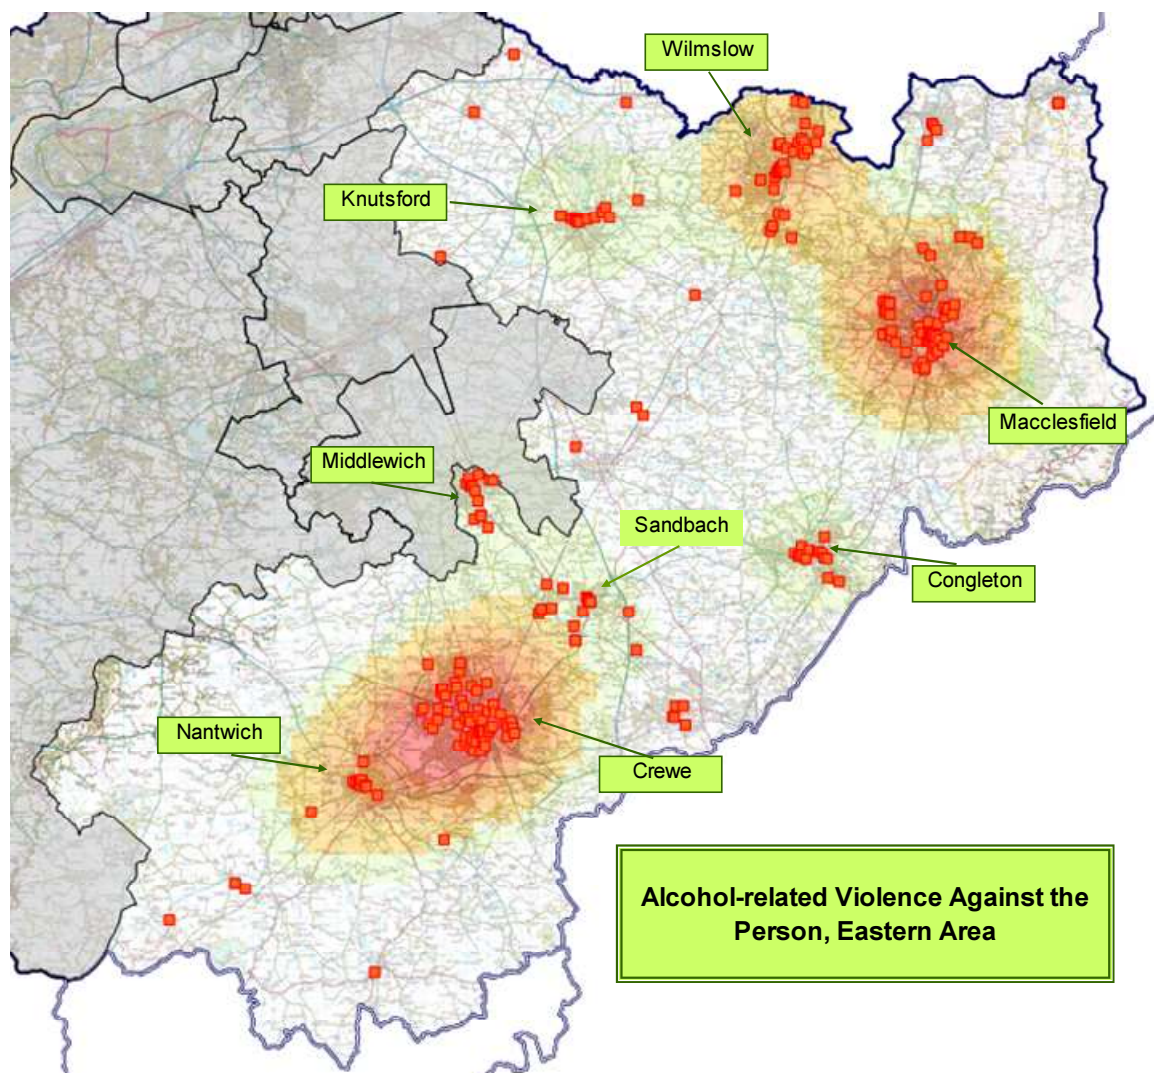 Wilmslow
Knutsford
Macclesfield
Middlewich
Sandbach
Congleton
Nantwich
Crewe
Alcohol-related Violence Against the
Person, Eastern Area